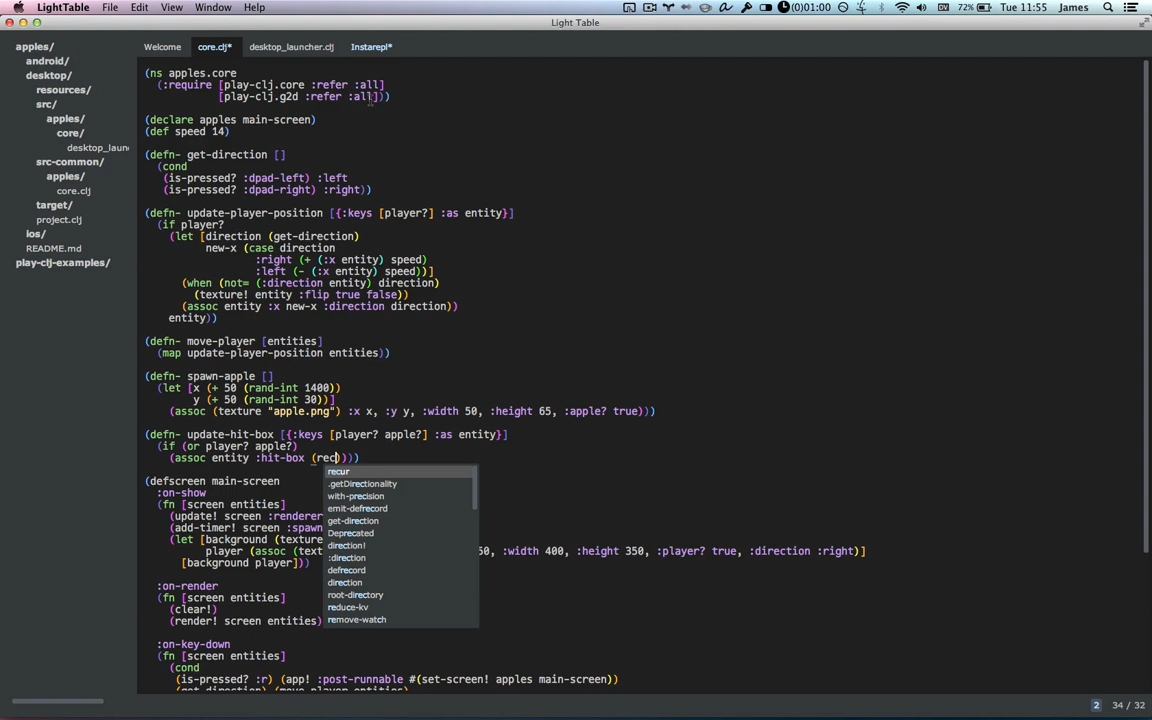 LightTable File Edit View Window Help (0)1:00 72% Tue 11:55 James
Light Table
apples/
android/
desktop/
resources/
src/
apples/
core/
desktop_laun
src-common/
apples/
core.clj
target/
project.clj
ios/
README.md
play-clj-examples/
Welcome core.clj* desktop_launcher.clj Instarepl*
(ns apples.core
(:require [play-clj.core :refer :all]
[play-clj.g2d :refer :all]))
(declare apples main-screen)
(def speed 14)
(defn- get-direction []
(cond
(is-pressed? :dpad-left) :left
(is-pressed? :dpad-right) :right))
(defn- update-player-position [{:keys [player?] :as entity}]
(if player?
(let [direction (get-direction)
new-x (case direction
:right (+ (:x entity) speed)
:left (- (:x entity) speed))]
(when (not= (:direction entity) direction)
(texture! entity :flip true false))
(assoc entity :x new-x :direction direction))
entity))
(defn- move-player [entities]
(map update-player-position entities))
(defn- spawn-apple []
(let [x (+ 50 (rand-int 1400))
y (+ 50 (rand-int 30))]
(assoc (texture "apple.png") :x x, :y y, :width 50, :height 65, :apple? true)))
(defn- update-hit-box [{:keys [player? apple?] :as entity}]
(if (or player? apple?)
(assoc entity :hit-box (rec))))
recur
.getDirectionality
with-precision
emit-defrecord
get-direction
Deprecated
direction!
:direction
defrecord
direction
root-directory
reduce-kv
remove-watch
(defscreen main-screen
:on-show
(fn [screen entities]
(update! screen :renderer
(add-timer! screen :spawn
(let [background (texture
player (assoc (text 50, :width 400, :height 350, :player? true, :direction :right)]
[background player]))
:on-render
(fn [screen entities]
(clear!)
(render! screen entities)
:on-key-down
(fn [screen entities]
(cond
(is-pressed? :r) (app! :post-runnable #(set-screen! apples main-screen))
(get-direction) (move-player entities)
2 34 / 32